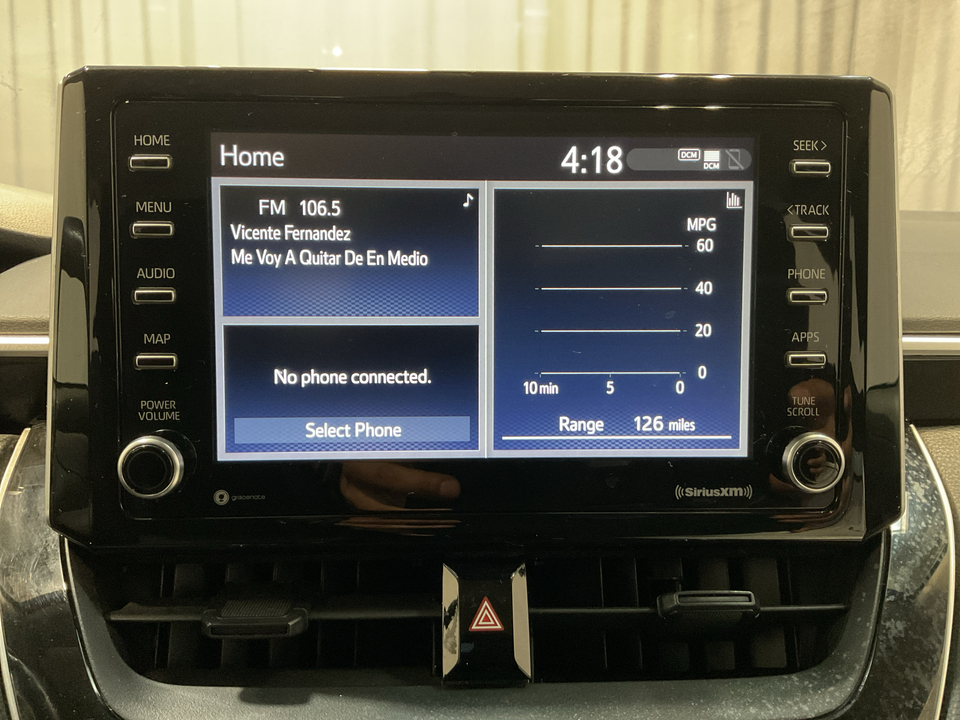 HOME
MENU
AUDIO
MAP
POWER
VOLUME
Home
4:18
DCM
DCM
FM 106.5
Vicente Fernandez
Me Voy A Quitar De En Medio
No phone connected.
Select Phone
MPG
60
40
20
0
10 min 5 0
Range 126 miles
SEEK >
< TRACK
PHONE
APPS
TUNE
SCROLL
gracenote
SiriusXM